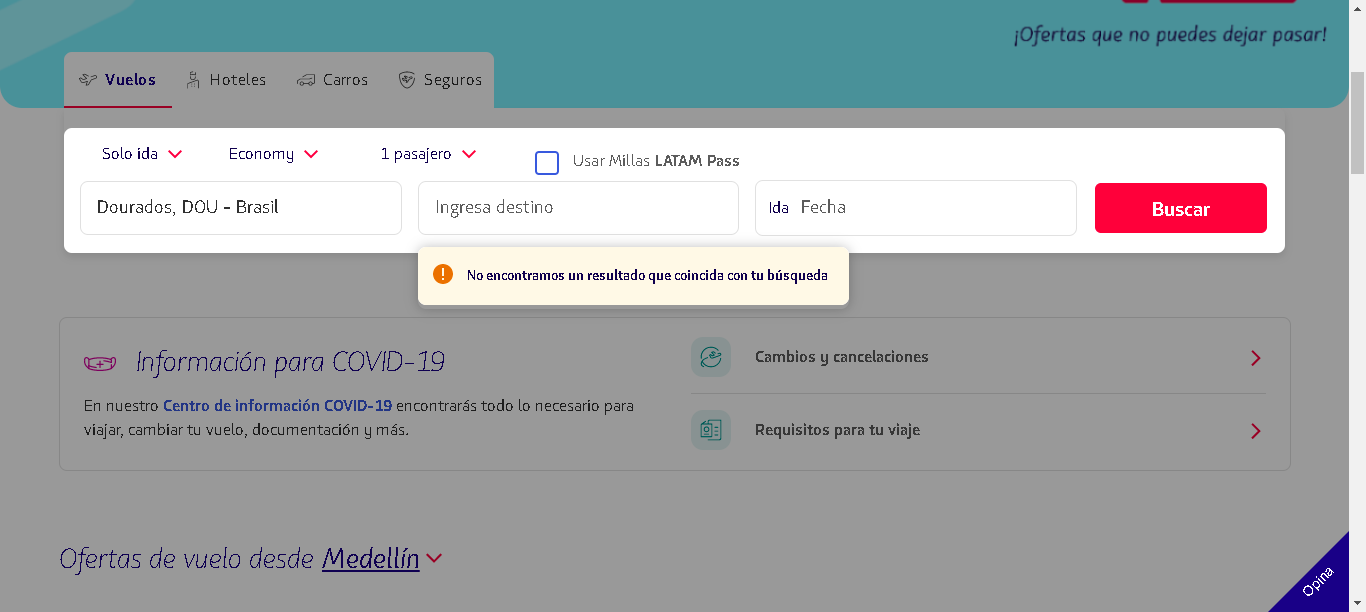 ¡Ofertas que no puedes dejar pasar!
Vuelos Hoteles Carros Seguros
Solo ida Economy 1 pasajero Usar Millas LATAM Pass
Dourados, DOU - Brasil Ingresa destino Ida Fecha Buscar
No encontramos un resultado que coincida con tu búsqueda
Información para COVID-19
En nuestro Centro de información COVID-19 encontrarás todo lo necesario para
viajar, cambiar tu vuelo, documentación y más.
Cambios y cancelaciones
Requisitos para tu viaje
Ofertas de vuelo desde Medellín
Opina